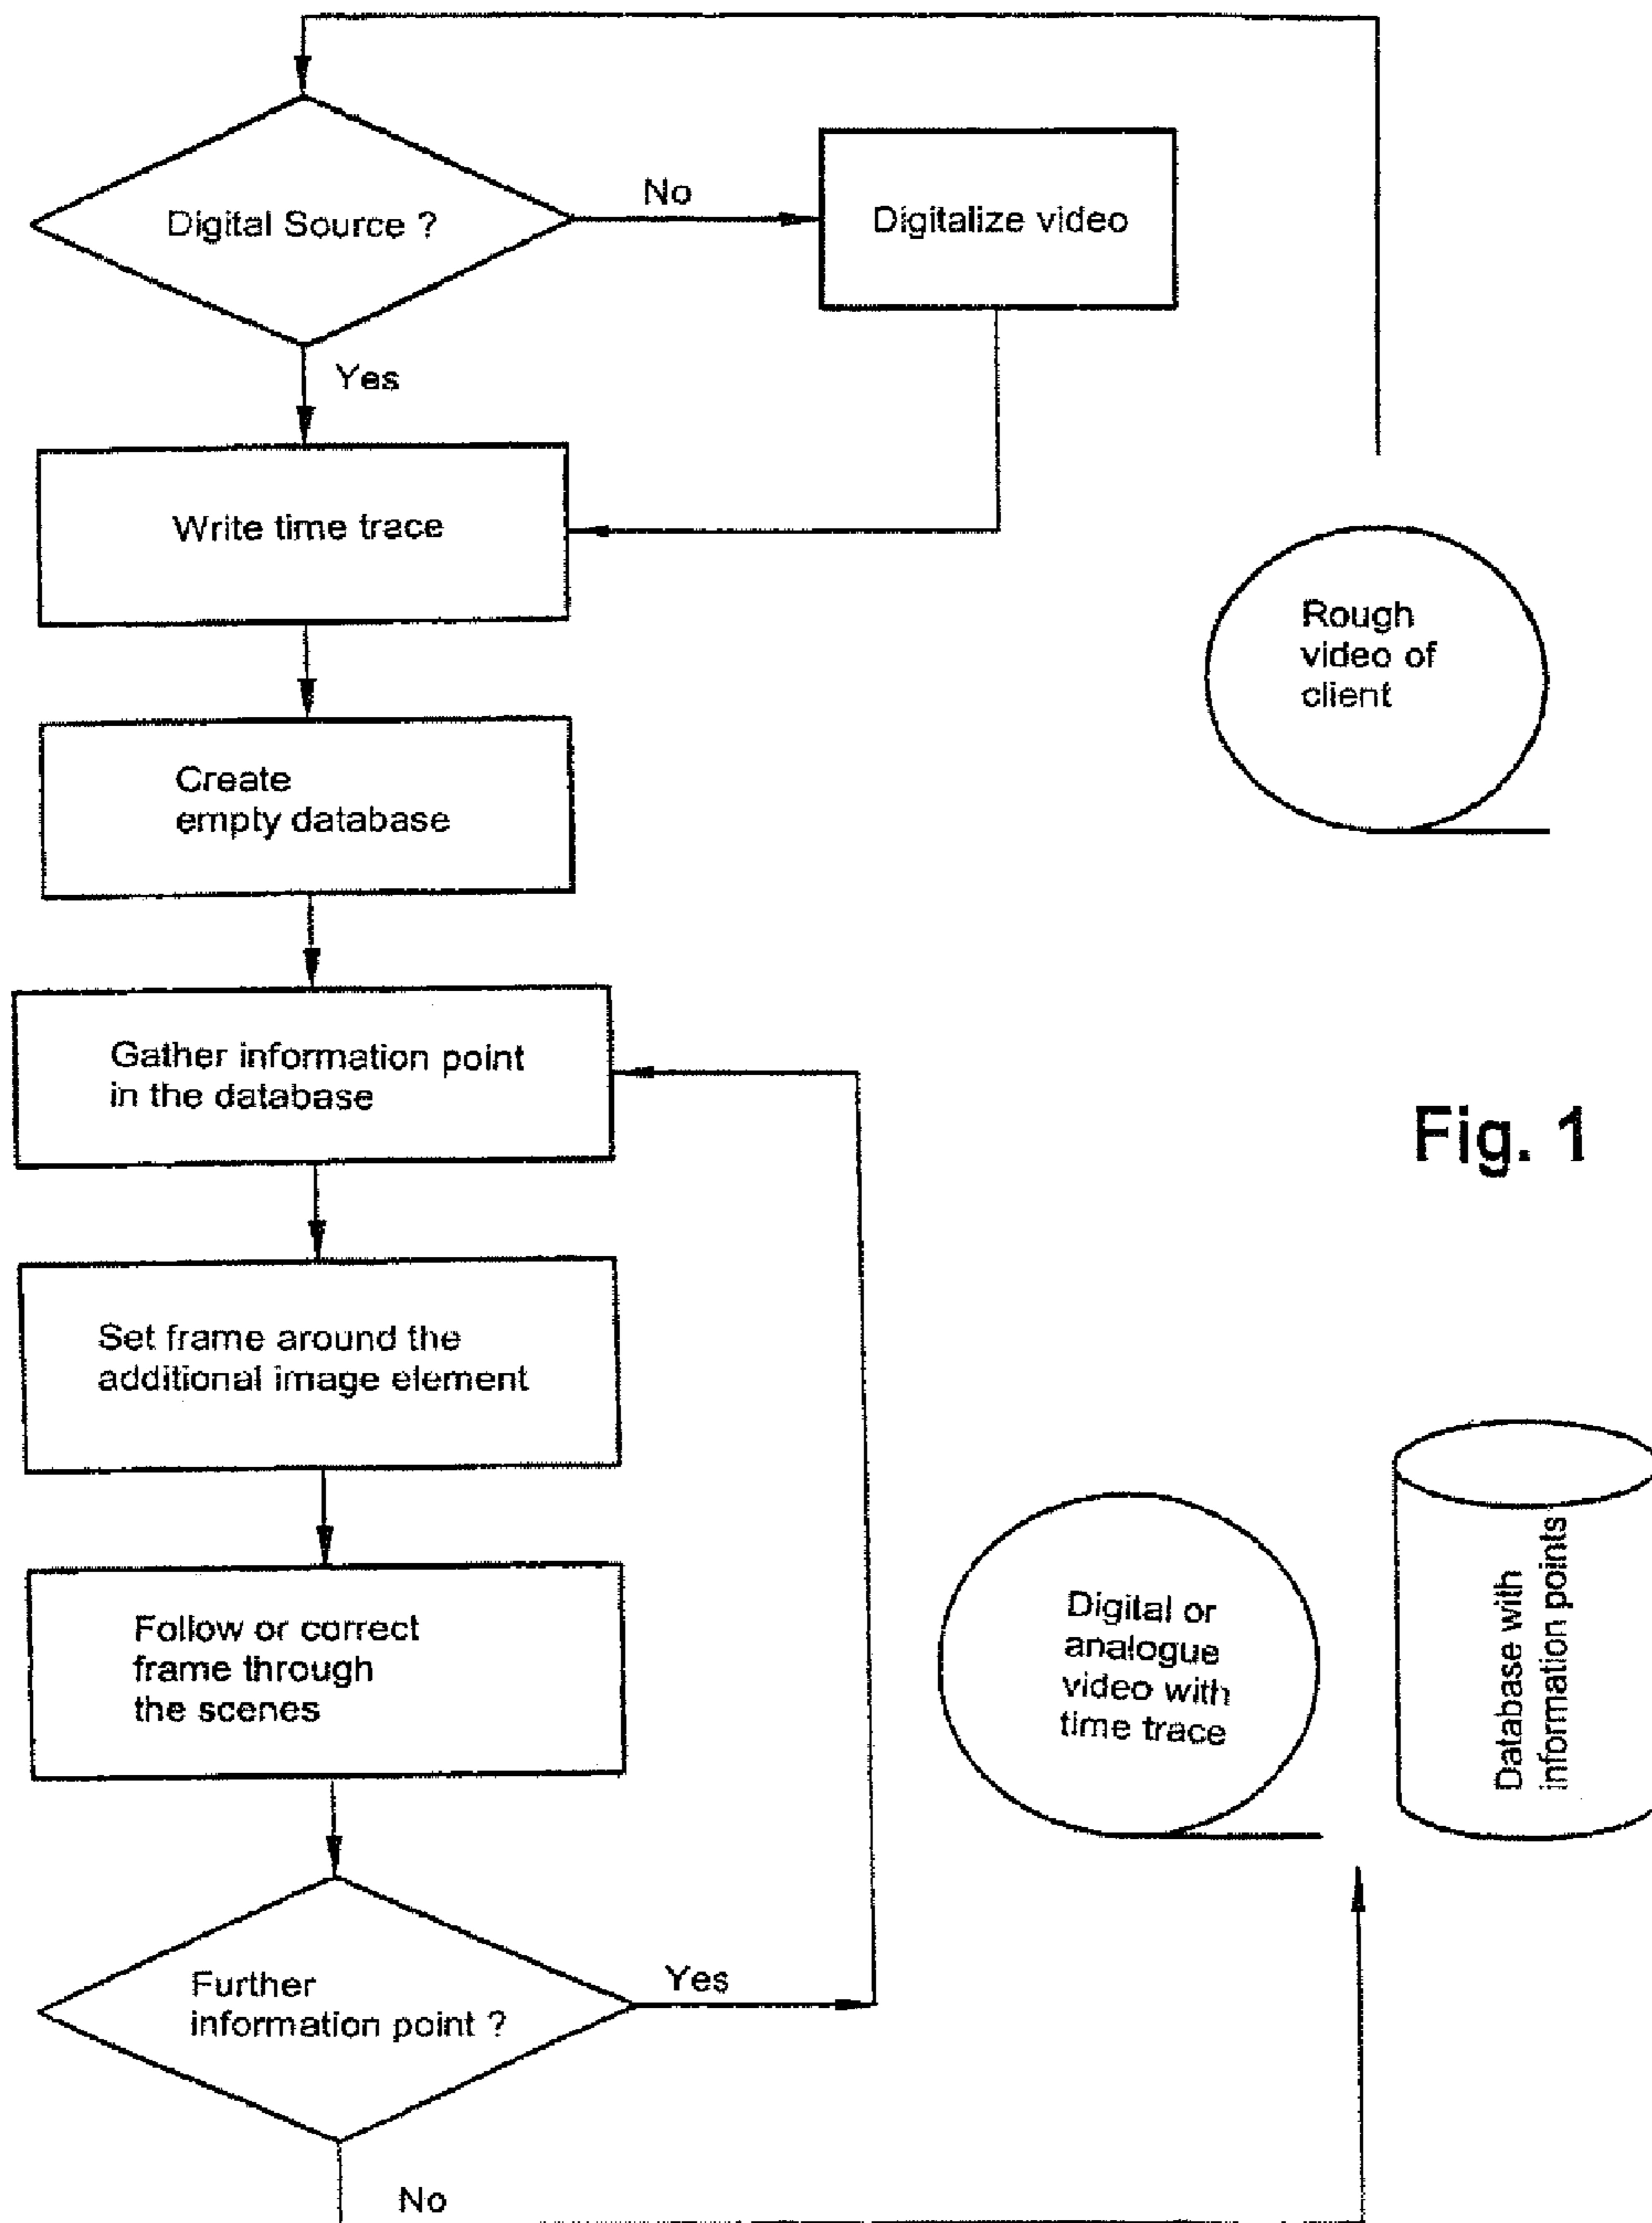 Digital Source ?
No
Digitalize video
Yes
Write time trace
Rough
video of
client
Create
empty database
Gather information point
in the database
Fig. 1
Set frame around the
additional image element
Follow or correct
frame through
the scenes
Digital or
analogue
video with
time trace
Database with
information points
Further
information point ?
Yes
No